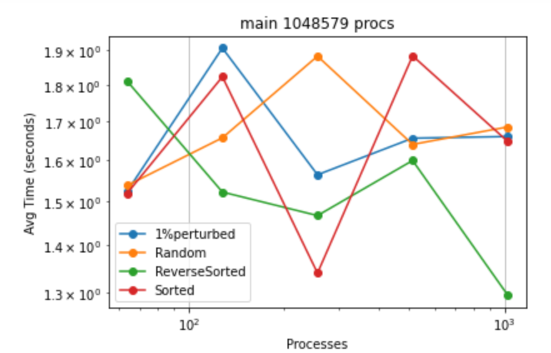 main 1048579 procs
Avg Time (seconds)
1.9 × 10⁰
1.8 × 10⁰
1.7 × 10⁰
1.6 × 10⁰
1.5 × 10⁰
1.4 × 10⁰
1.3 × 10⁰
1%perturbed
Random
ReverseSorted
Sorted
10²
10³
Processes